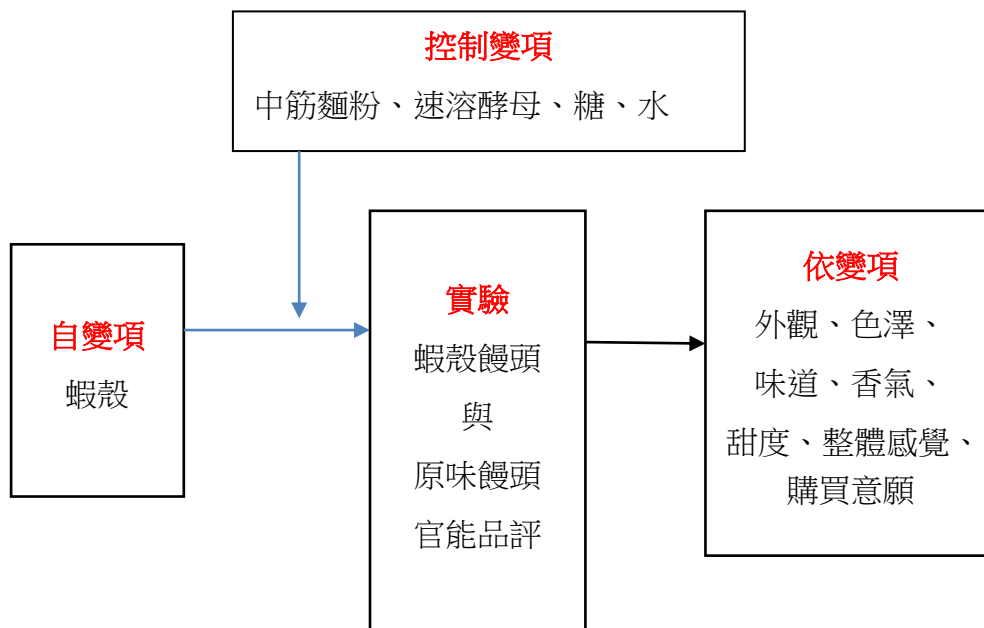 控制變項
中筋麵粉、速溶酵母、糖、水
自變項
蝦殼
實驗
蝦殼饅頭
與
原味饅頭
官能品評
依變項
外觀、色澤、
味道、香氣、
甜度、整體感覺、
購買意願